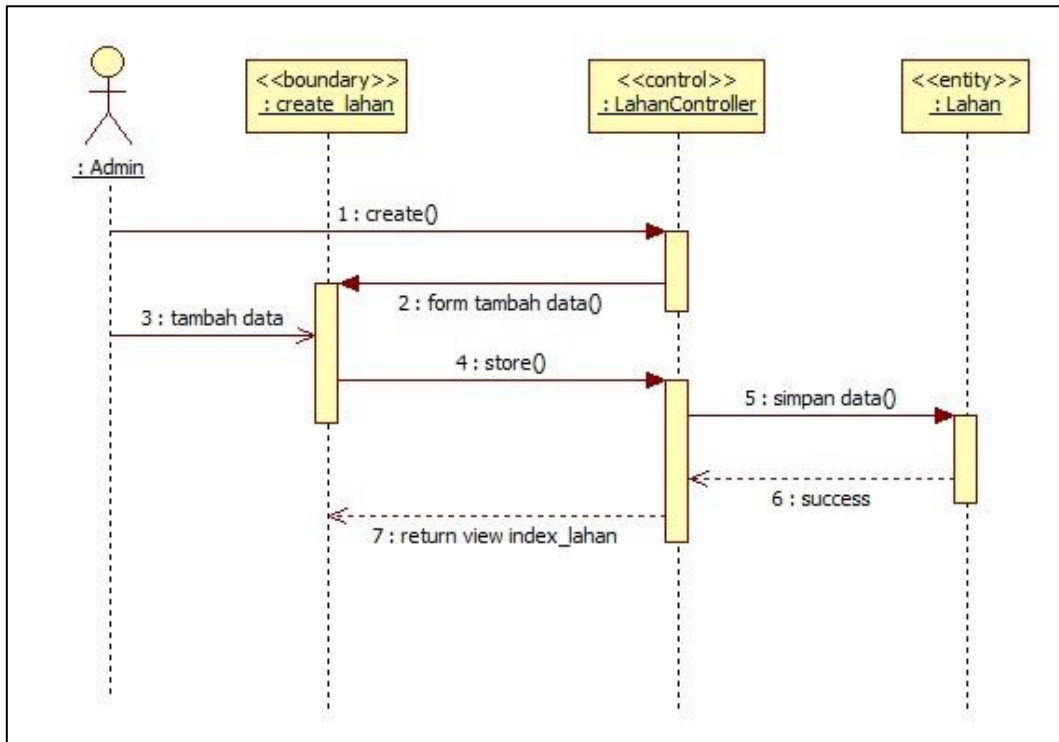 <<boundary>>
: create_lahan
<<control>>
: LahanController
<<entity>>
: Lahan
: Admin
1 : create()
2 : form tambah data()
3 : tambah data
4 : store()
5 : simpan data()
6 : success
7 : return view index_lahan